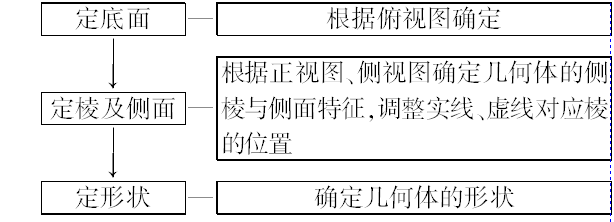 定底面
根据俯视图确定
定棱及侧面
根据正视图、侧视图确定几何体的侧
棱与侧面特征,调整实线、虚线对应棱
的位置
定形状
确定几何体的形状